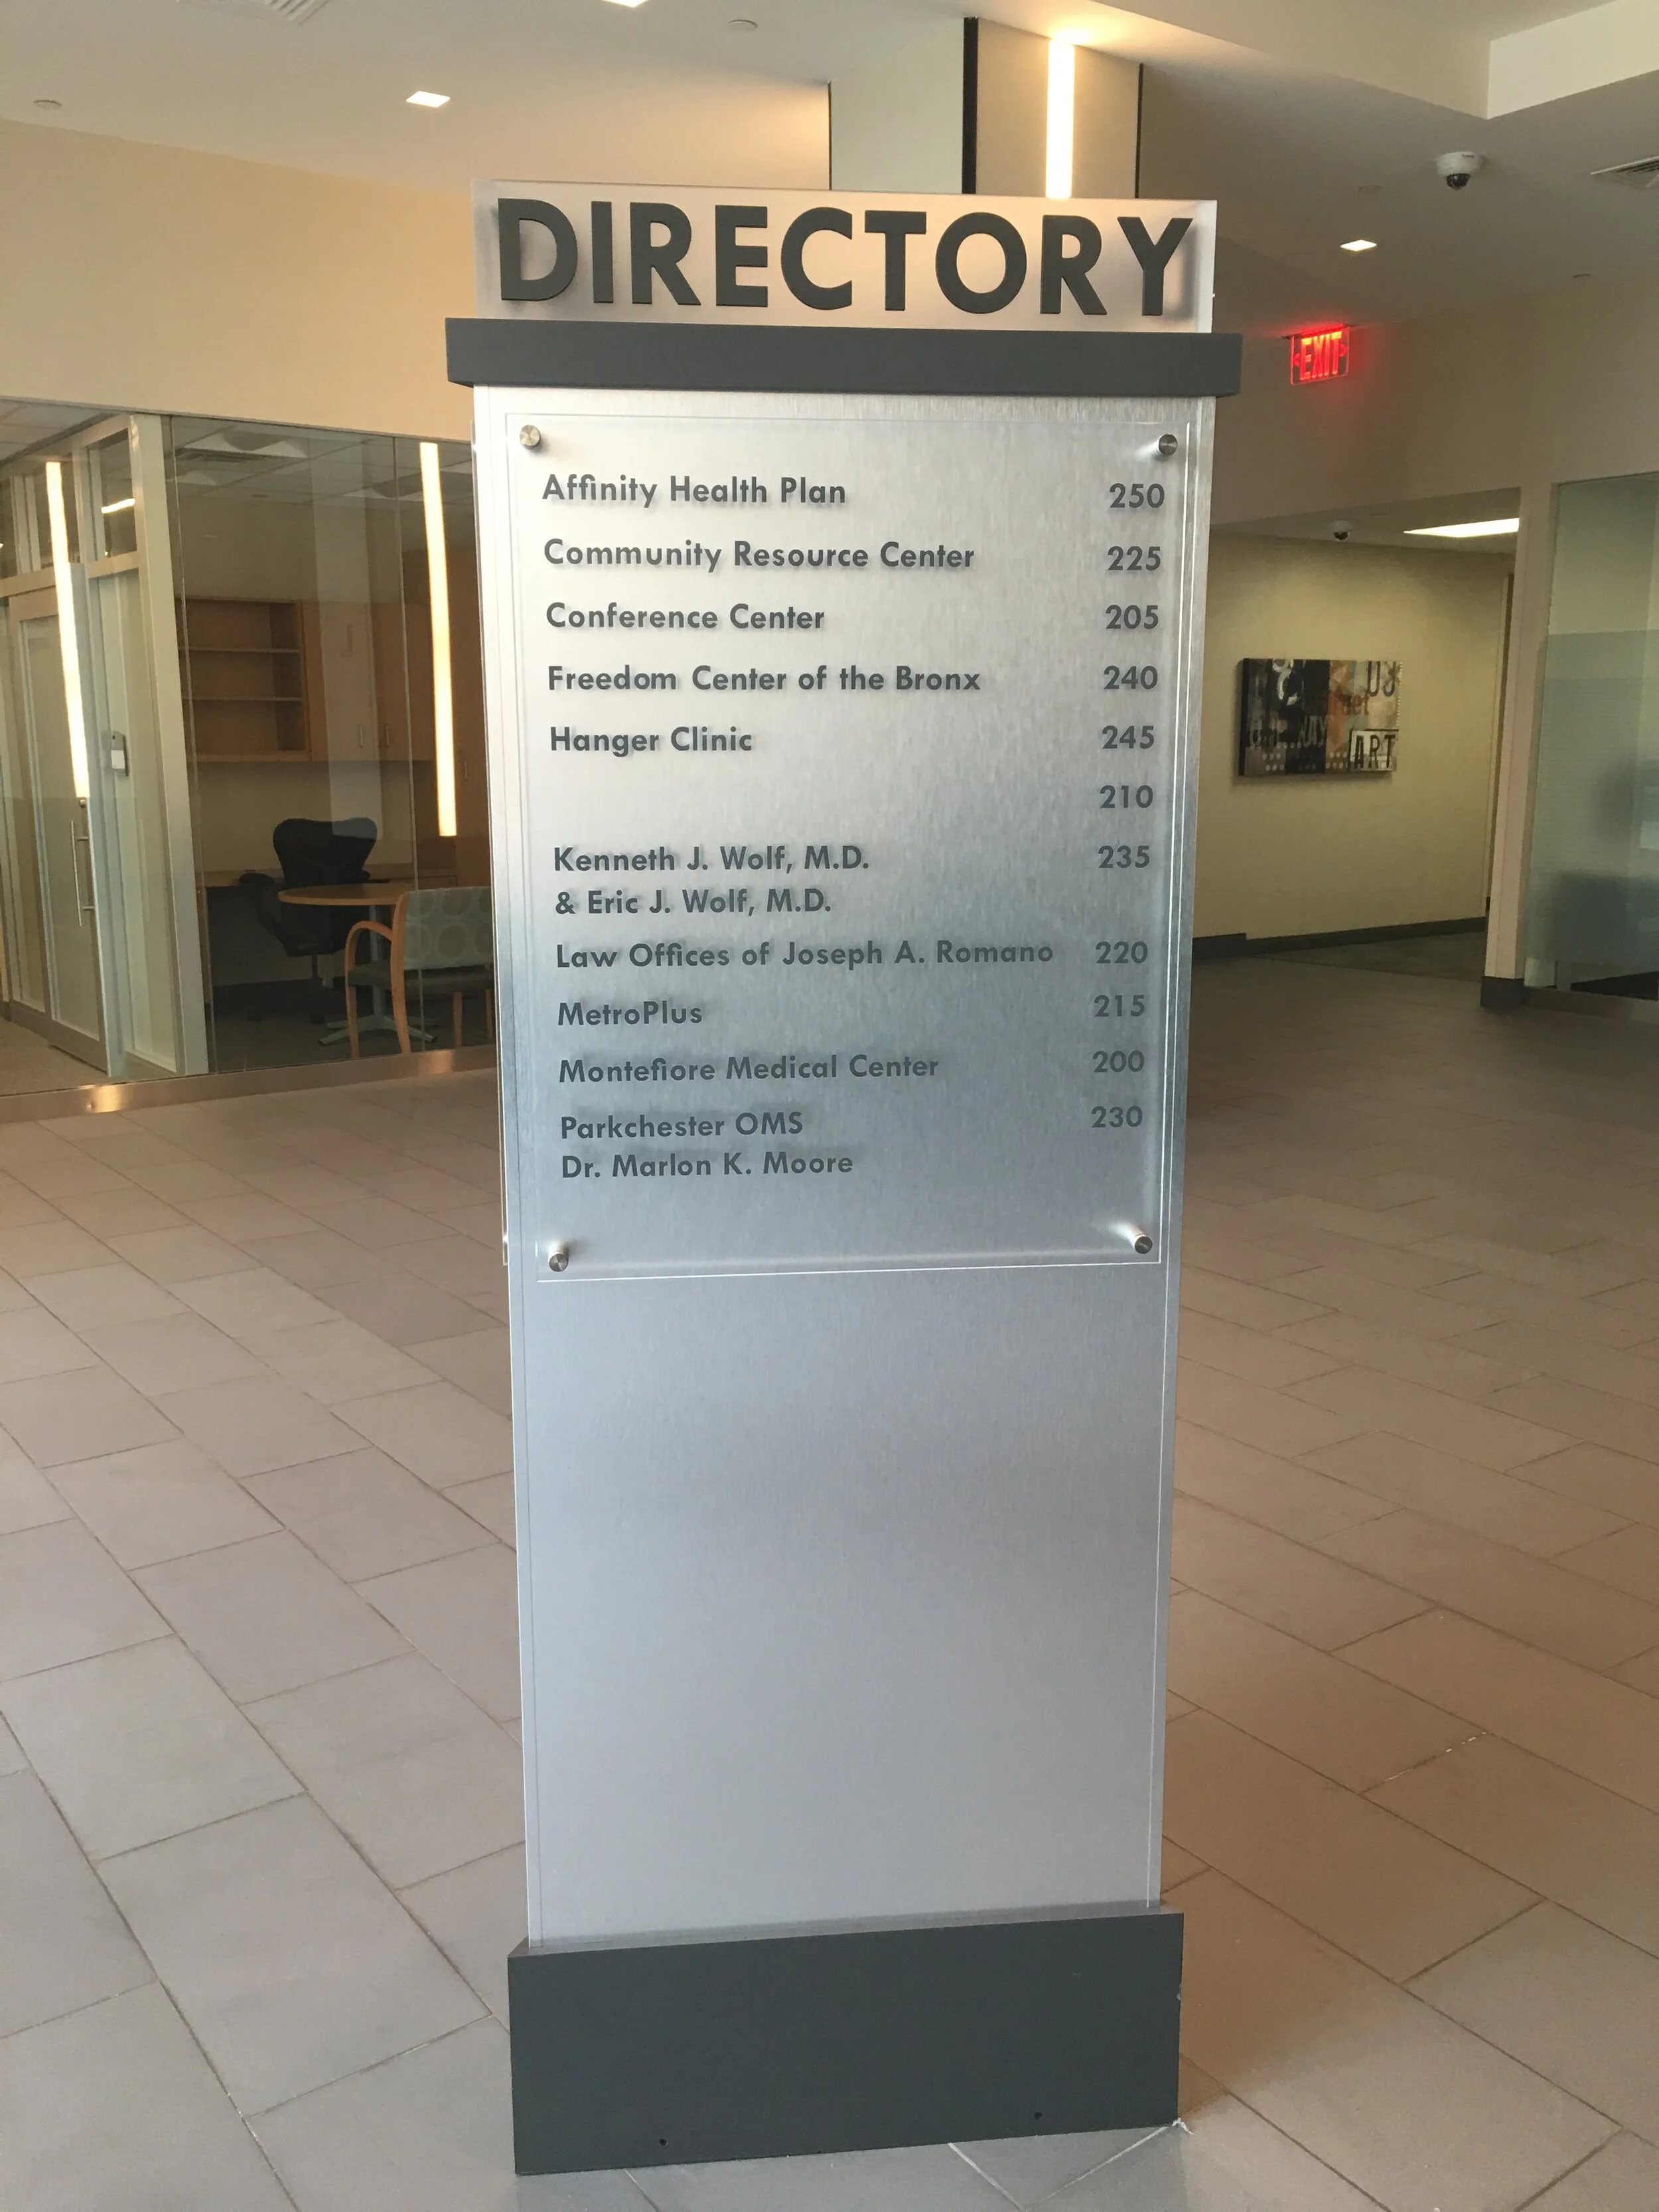 DIRECTORY
EXIT
Affinity Health Plan 250
Community Resource Center 225
Conference Center 205
Freedom Center of the Bronx 240
Hanger Clinic 245
210
Kenneth J. Wolf, M.D. 235
& Eric J. Wolf, M.D.
Law Offices of Joseph A. Romano 220
MetroPlus 215
Montefiore Medical Center 200
Parkchester OMS 230
Dr. Marlon K. Moore
ART